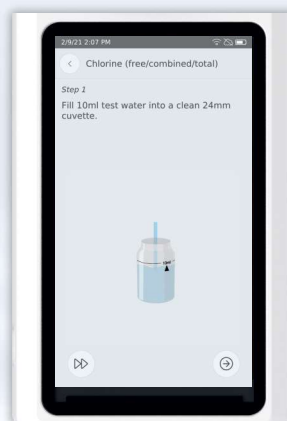 2/9/21 2:07 PM
Chlorine (free/combined/total)
Step 1
Fill 10ml test water into a clean 24mm
cuvette.
10ml